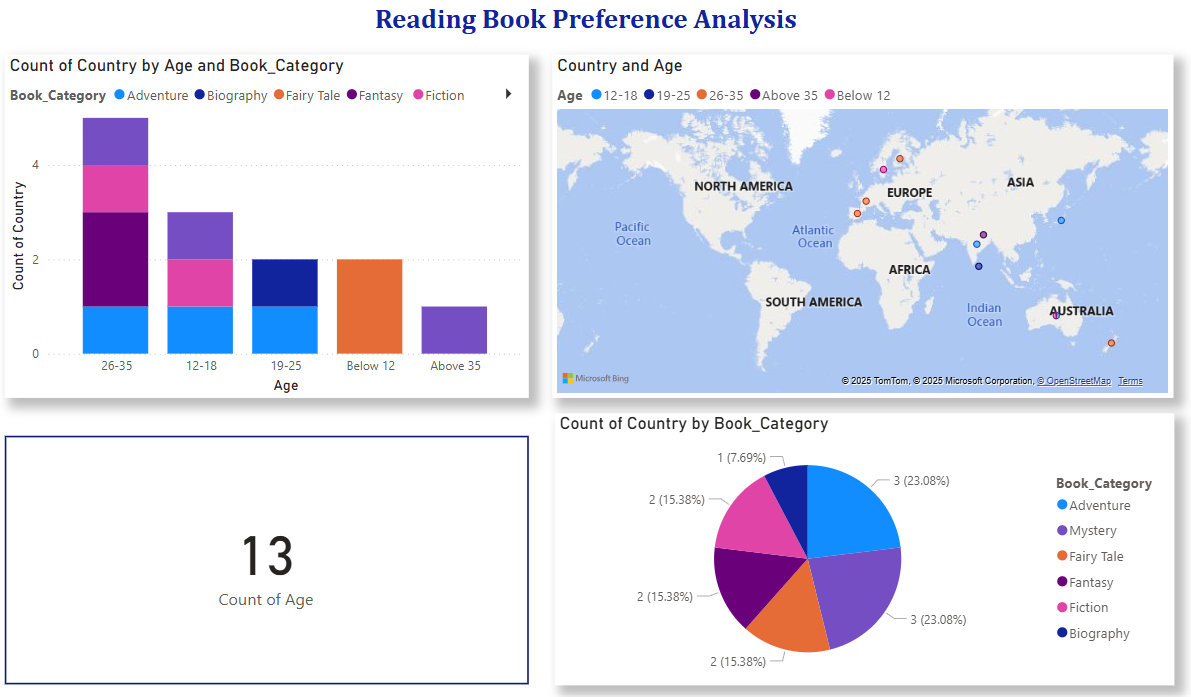 Reading Book Preference Analysis
Count of Country by Age and Book_Category
Book_Category Adventure Biography Fairy Tale Fantasy Fiction
Count of Country
4
2
0
26-35 12-18 19-25 Below 12 Above 35
Age
Country and Age
Age 12-18 19-25 26-35 Above 35 Below 12
NORTH AMERICA
EUROPE
ASIA
Pacific
Ocean
Atlantic
Ocean
AFRICA
SOUTH AMERICA
Indian
Ocean
AUSTRALIA
Microsoft Bing
© 2025 TomTom, © 2025 Microsoft Corporation, © OpenStreetMap Terms
13
Count of Age
Count of Country by Book_Category
1 (7.69%)
3 (23.08%)
2 (15.38%)
2 (15.38%)
3 (23.08%)
2 (15.38%)
Book_Category
Adventure
Mystery
Fairy Tale
Fantasy
Fiction
Biography